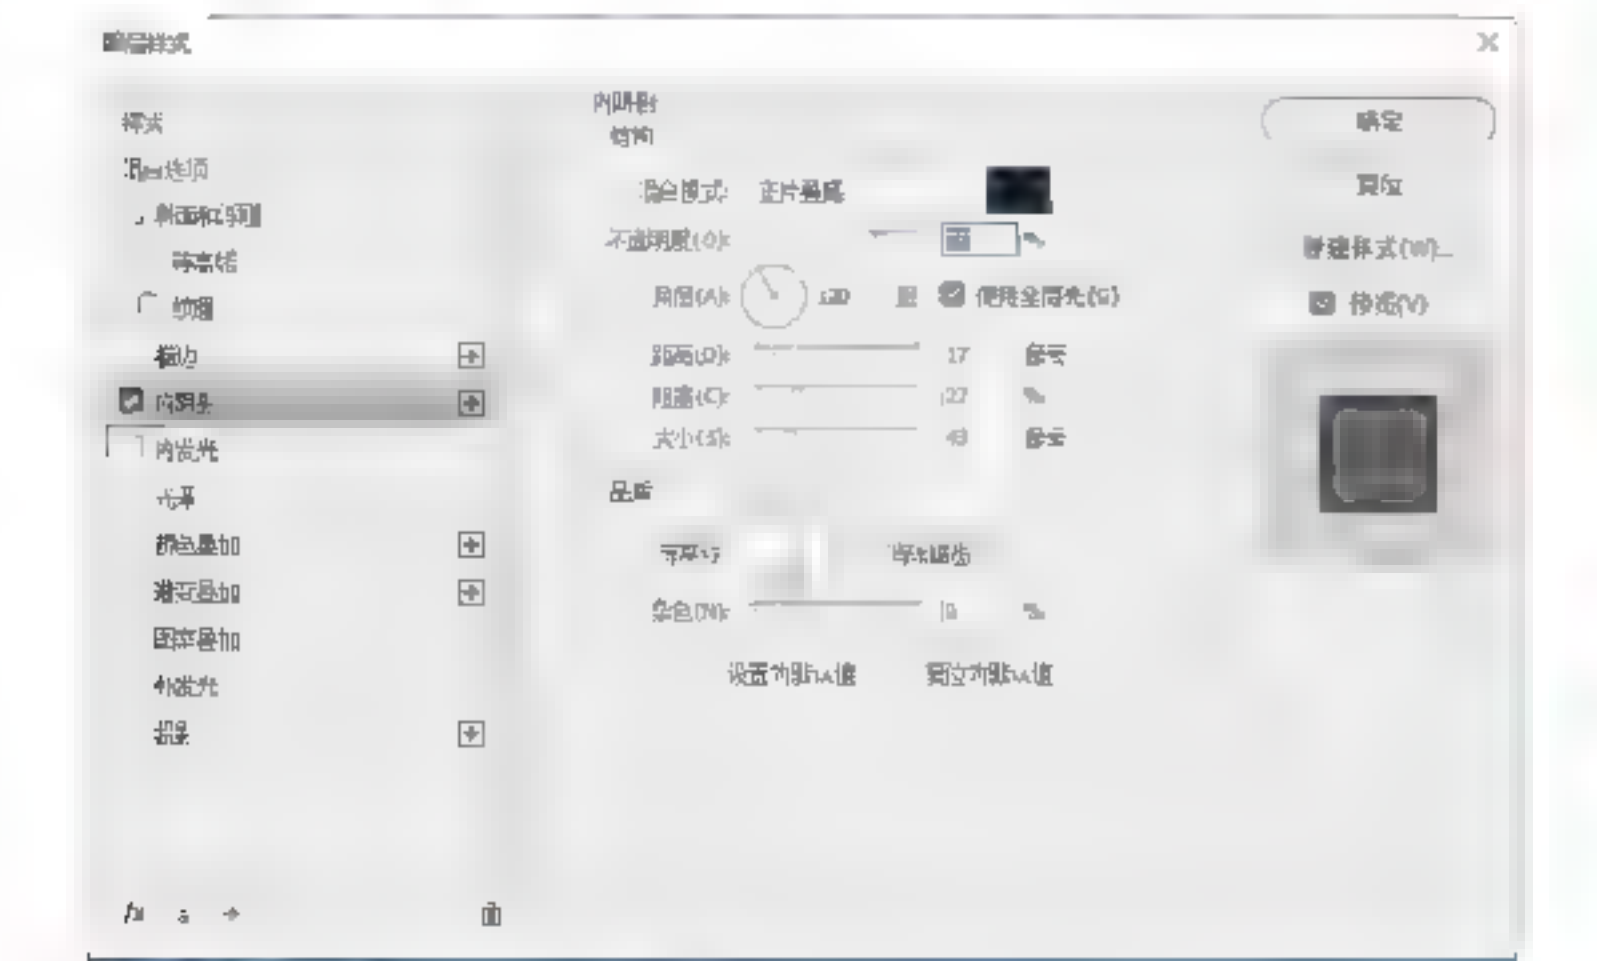 图层样式
样式
混合选项
斜面和浮雕
等高线
纹理
描边
内阴影
内发光
光泽
颜色叠加
渐变叠加
图案叠加
外发光
投影
fx
内阴影
结构
混合模式: 正片叠底
不透明度(O): %
角度(A): 120 度 使用全局光(G)
距离(D): 17 像素
阻塞(C): 27 %
大小(S): 43 像素
品质
等高线: 消除锯齿
杂色(N): 0 %
设置为默认值 复位为默认值
确定
复位
新建样式(W)...
预览(V)